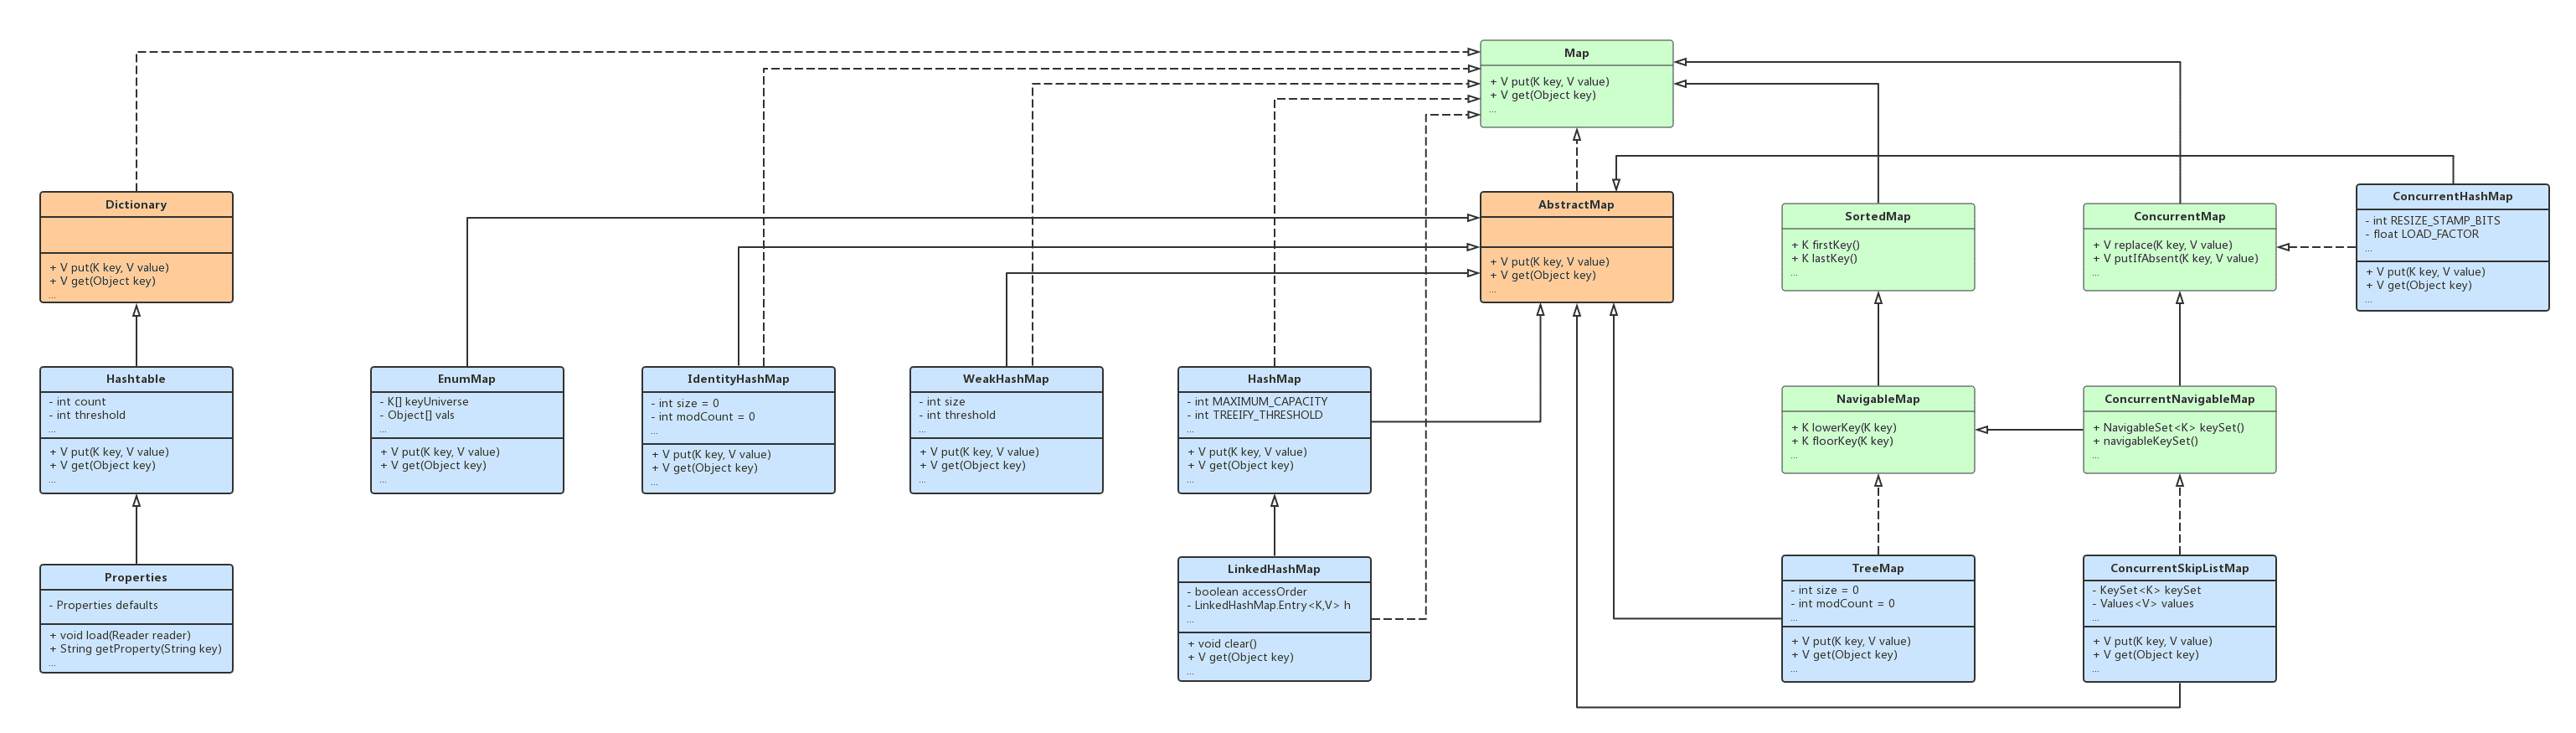 Map
+ V put(K key, V value)
+ V get(Object key)
...
Dictionary
+ V put(K key, V value)
+ V get(Object key)
...
AbstractMap
+ V put(K key, V value)
+ V get(Object key)
...
SortedMap
+ K firstKey()
+ K lastKey()
...
ConcurrentMap
+ V replace(K key, V value)
+ V putIfAbsent(K key, V value)
...
ConcurrentHashMap
- int RESIZE_STAMP_BITS
- float LOAD_FACTOR
...
+ V put(K key, V value)
+ V get(Object key)
...
Hashtable
- int count
- int threshold
...
+ V put(K key, V value)
+ V get(Object key)
...
EnumMap
- K[] keyUniverse
- Object[] vals
...
+ V put(K key, V value)
+ V get(Object key)
...
IdentityHashMap
- int size = 0
- int modCount = 0
...
+ V put(K key, V value)
+ V get(Object key)
...
WeakHashMap
- int size
- int threshold
...
+ V put(K key, V value)
+ V get(Object key)
...
HashMap
- int MAXIMUM_CAPACITY
- int TREEIFY_THRESHOLD
...
+ V put(K key, V value)
+ V get(Object key)
...
NavigableMap
+ K lowerKey(K key)
+ K floorKey(K key)
...
ConcurrentNavigableMap
+ NavigableSet<K> keySet()
+ navigableKeySet()
...
Properties
- Properties defaults
+ void load(Reader reader)
+ String getProperty(String key)
...
LinkedHashMap
- boolean accessOrder
- LinkedHashMap.Entry<K,V> h
...
+ void clear()
+ V get(Object key)
...
TreeMap
- int size = 0
- int modCount = 0
...
+ V put(K key, V value)
+ V get(Object key)
...
ConcurrentSkipListMap
- KeySet<K> keySet
- Values<V> values
...
+ V put(K key, V value)
+ V get(Object key)
...